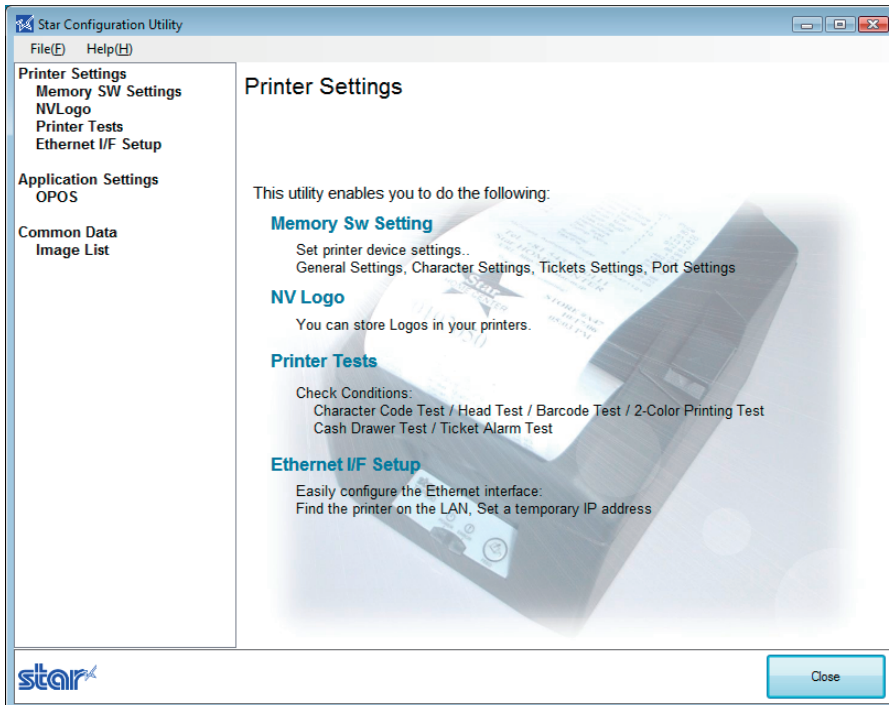 Star Configuration Utility
File(F) Help(H)
Printer Settings
Memory SW Settings
NVLogo
Printer Tests
Ethernet I/F Setup
Application Settings
OPOS
Common Data
Image List
Printer Settings
This utility enables you to do the following:
Memory Sw Setting
Set printer device settings..
General Settings, Character Settings, Tickets Settings, Port Settings
NV Logo
You can store Logos in your printers.
Printer Tests
Check Conditions:
Character Code Test / Head Test / Barcode Test / 2-Color Printing Test
Cash Drawer Test / Ticket Alarm Test
Ethernet I/F Setup
Easily configure the Ethernet interface:
Find the printer on the LAN, Set a temporary IP address
star
Close